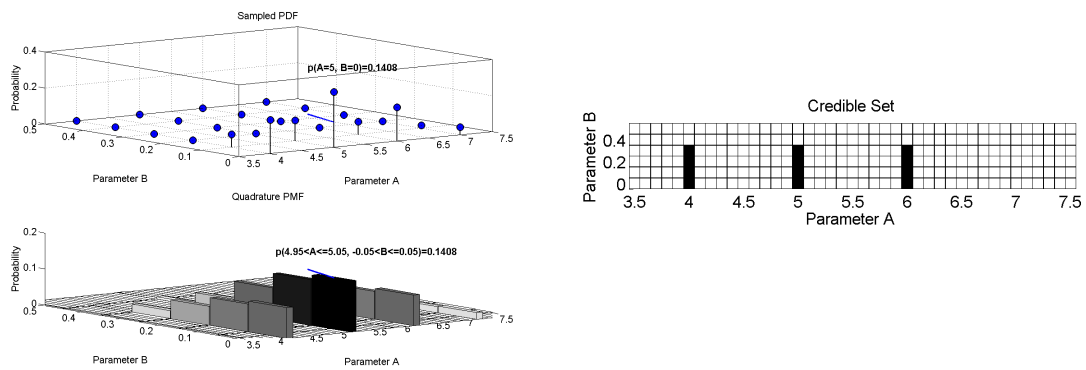 Sampled PDF
p(A=5, B=0)=0.1408
Probability
0.4
0.2
0
0.5
0.4
0.3
0.2
0.1
0
3.5
4
4.5
5
5.5
6
6.5
7
7.5
Parameter B
Parameter A
Quadrature PMF
p(4.95<A<=5.05, -0.05<B<=0.05)=0.1408
Probability
0.2
0.1
0
0.5
0.4
0.3
0.2
0.1
0
3.5
4
4.5
5
5.5
6
6.5
7
7.5
Parameter B
Parameter A
Credible Set
Parameter B
0.4
0.2
0
3.5 4 4.5 5 5.5 6 6.5 7 7.5
Parameter A